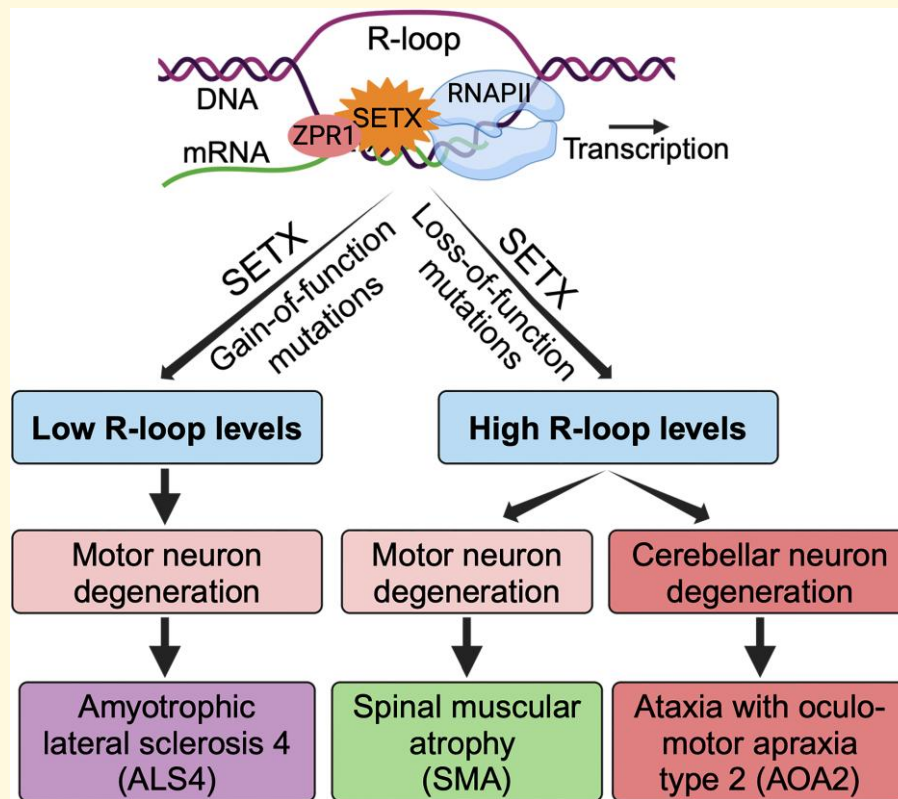 R-loop
DNA
SETX
RNAPII
ZPR1
mRNA
Transcription
SETX
Gain-of-function
mutations
SETX
Loss-of-function
mutations
Low R-loop levels
High R-loop levels
Motor neuron
degeneration
Motor neuron
degeneration
Cerebellar neuron
degeneration
Amyotrophic
lateral sclerosis 4
(ALS4)
Spinal muscular
atrophy
(SMA)
Ataxia with oculo-
motor apraxia
type 2 (AOA2)